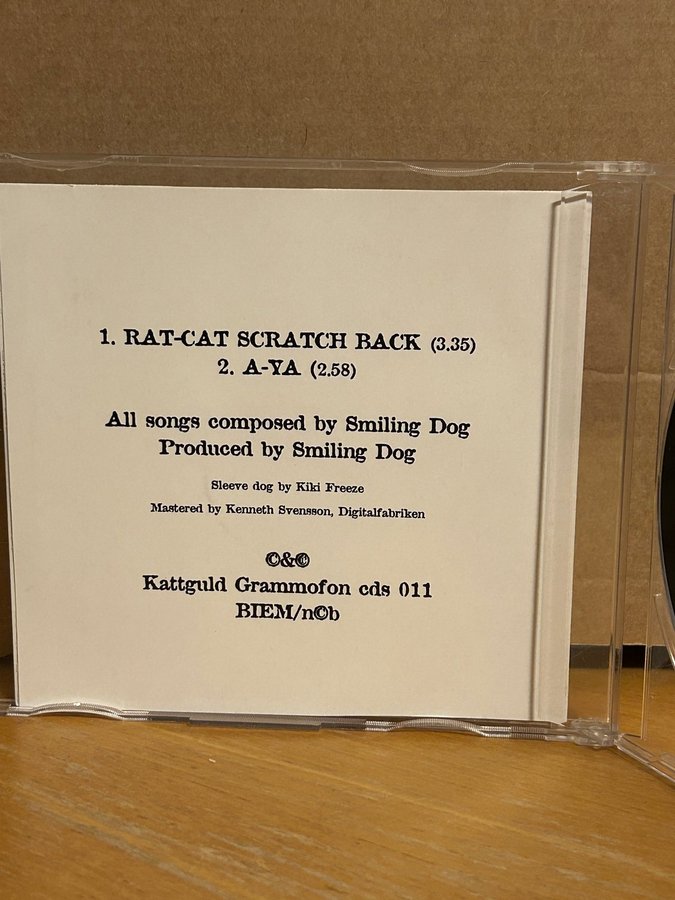 1. RAT-CAT SCRATCH BACK (3.35)
2. A-YA (2.58)
All songs composed by Smiling Dog
Produced by Smiling Dog
Sleeve dog by Kiki Freeze
Mastered by Kenneth Svensson, Digitalfabriken
©&©
Kattguld Grammofon cds 011
BIEM/n©b